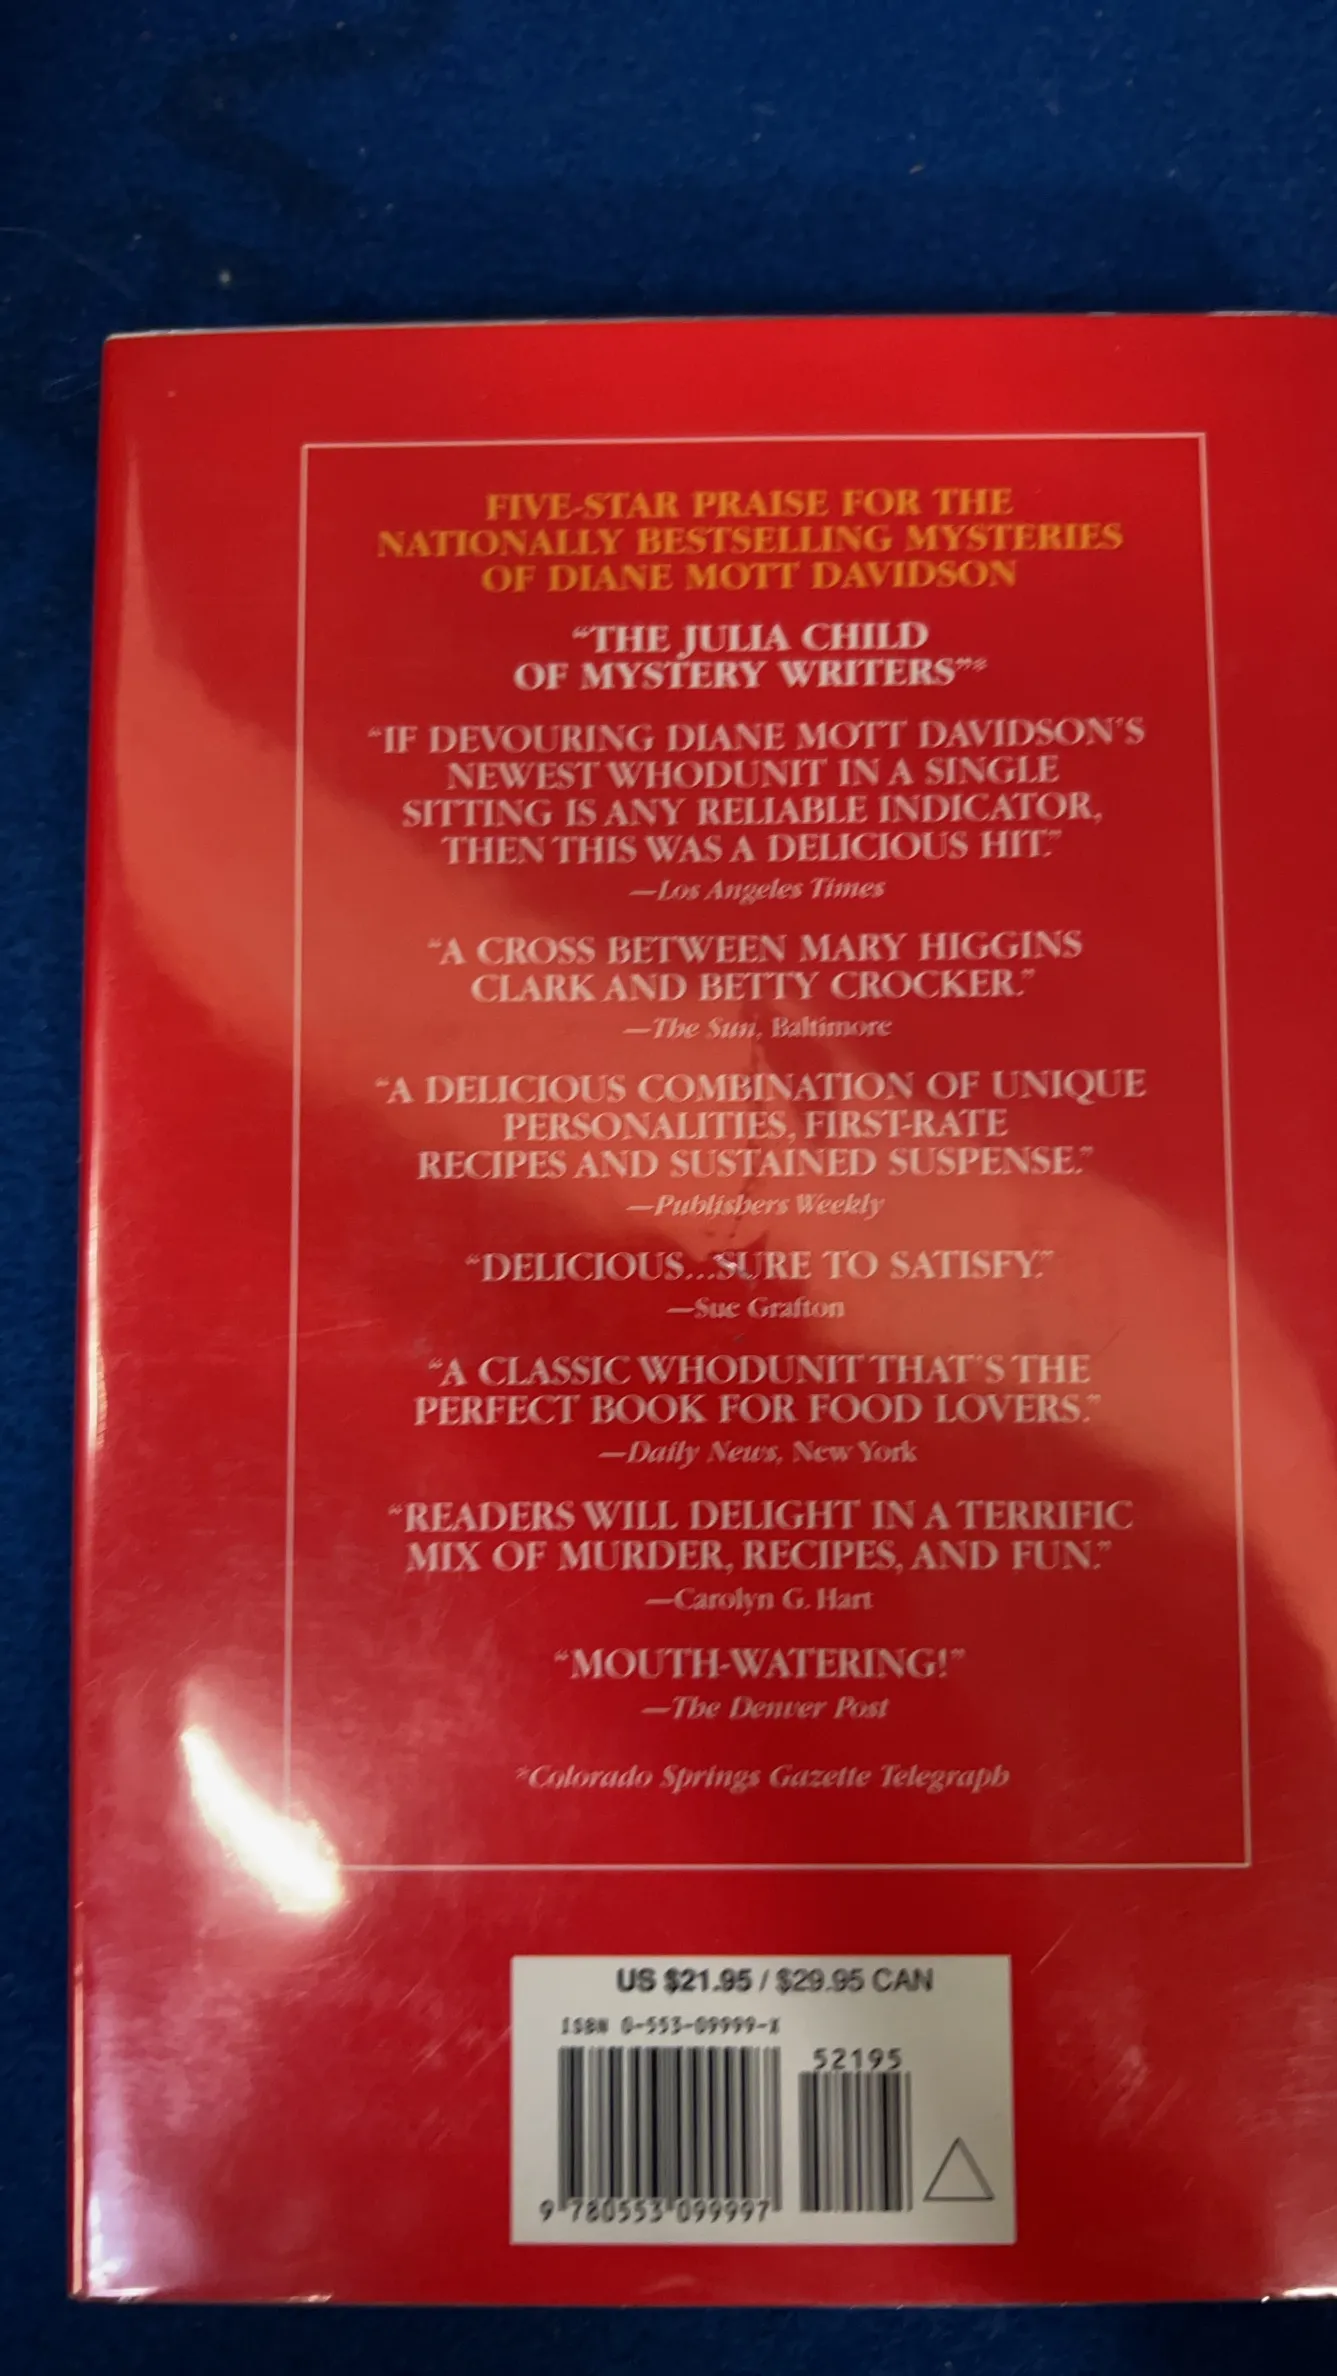 FIVE-STAR PRAISE FOR THE
NATIONALLY BESTSELLING MYSTERIES
OF DIANE MOTT DAVIDSON
“THE JULIA CHILD
OF MYSTERY WRITERS”*
“IF DEVOURING DIANE MOTT DAVIDSON’S
NEWEST WHODUNIT IN A SINGLE
SITTING IS ANY RELIABLE INDICATOR,
THEN THIS WAS A DELICIOUS HIT.”
—Los Angeles Times
“A CROSS BETWEEN MARY HIGGINS
CLARK AND BETTY CROCKER.”
—The Sun, Baltimore
“A DELICIOUS COMBINATION OF UNIQUE
PERSONALITIES, FIRST-RATE
RECIPES AND SUSTAINED SUSPENSE.”
—Publishers Weekly
“DELICIOUS...SURE TO SATISFY.”
—Sue Grafton
“A CLASSIC WHODUNIT THAT’S THE
PERFECT BOOK FOR FOOD LOVERS.”
—Daily News, New York
“READERS WILL DELIGHT IN A TERRIFIC
MIX OF MURDER, RECIPES, AND FUN.”
—Carolyn G. Hart
“MOUTH-WATERING!”
—The Denver Post
*Colorado Springs Gazette Telegraph
US $21.95 / $29.95 CAN
ISBN 0-553-09999-X
52195
9 780553 099997